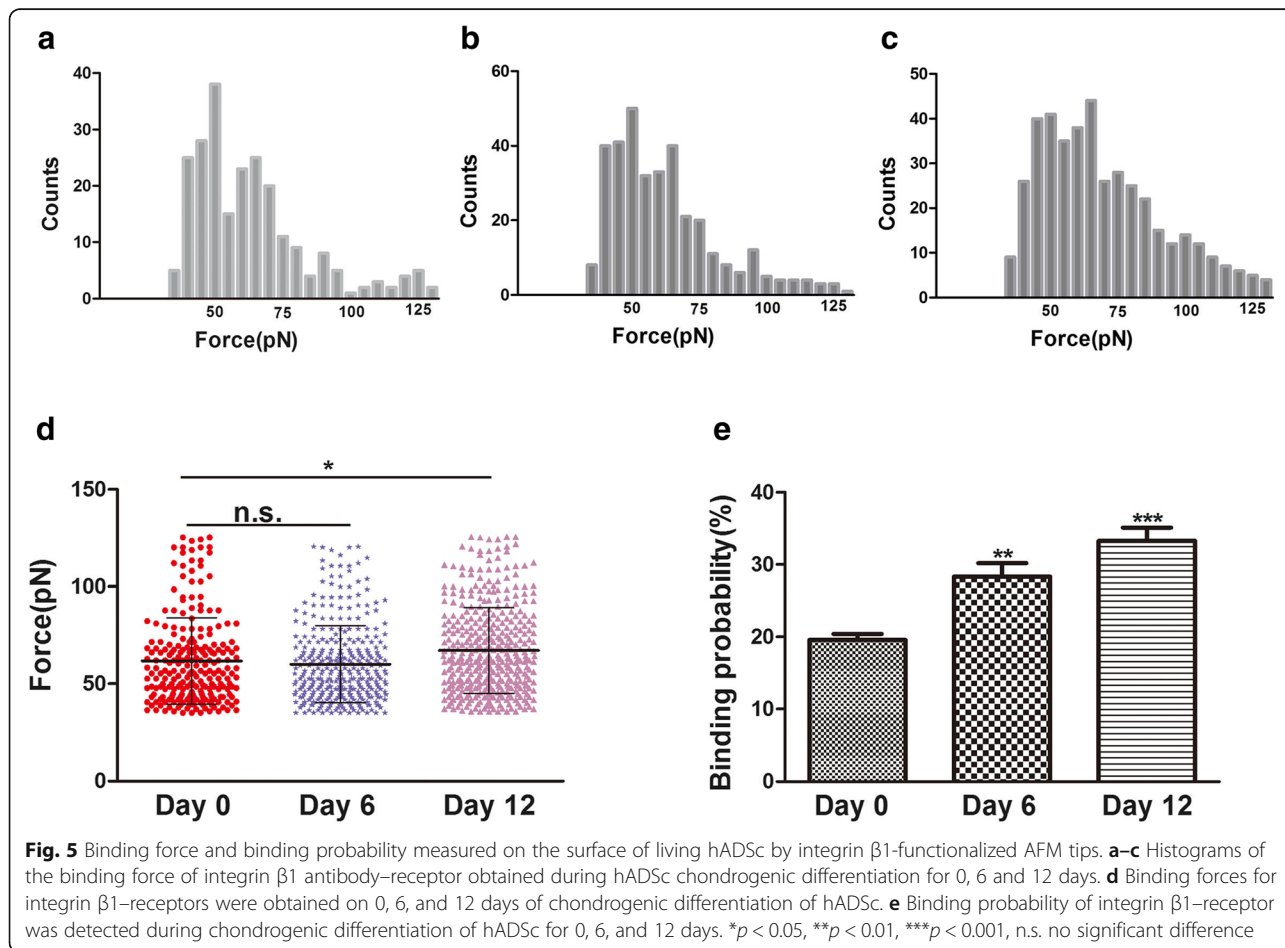 a
b
c
40
30
20
10
0
Counts
50 75 100 125
Force(pN)
60
40
20
0
Counts
50 75 100 125
Force(pN)
50
40
30
20
10
0
Counts
50 75 100 125
Force(pN)
d
*
n.s.
150
100
50
0
Force(pN)
Day 0 Day 6 Day 12
e
40
30
20
10
0
Binding probability(%)
**
***
Day 0 Day 6 Day 12
Fig. 5 Binding force and binding probability measured on the surface of living hADSc by integrin β1-functionalized AFM tips. a–c Histograms of
the binding force of integrin β1 antibody–receptor obtained during hADSc chondrogenic differentiation for 0, 6 and 12 days. d Binding forces for
integrin β1–receptors were obtained on 0, 6, and 12 days of chondrogenic differentiation of hADSc. e Binding probability of integrin β1–receptor
was detected during chondrogenic differentiation of hADSc for 0, 6, and 12 days. *p < 0.05, **p < 0.01, ***p < 0.001, n.s. no significant difference